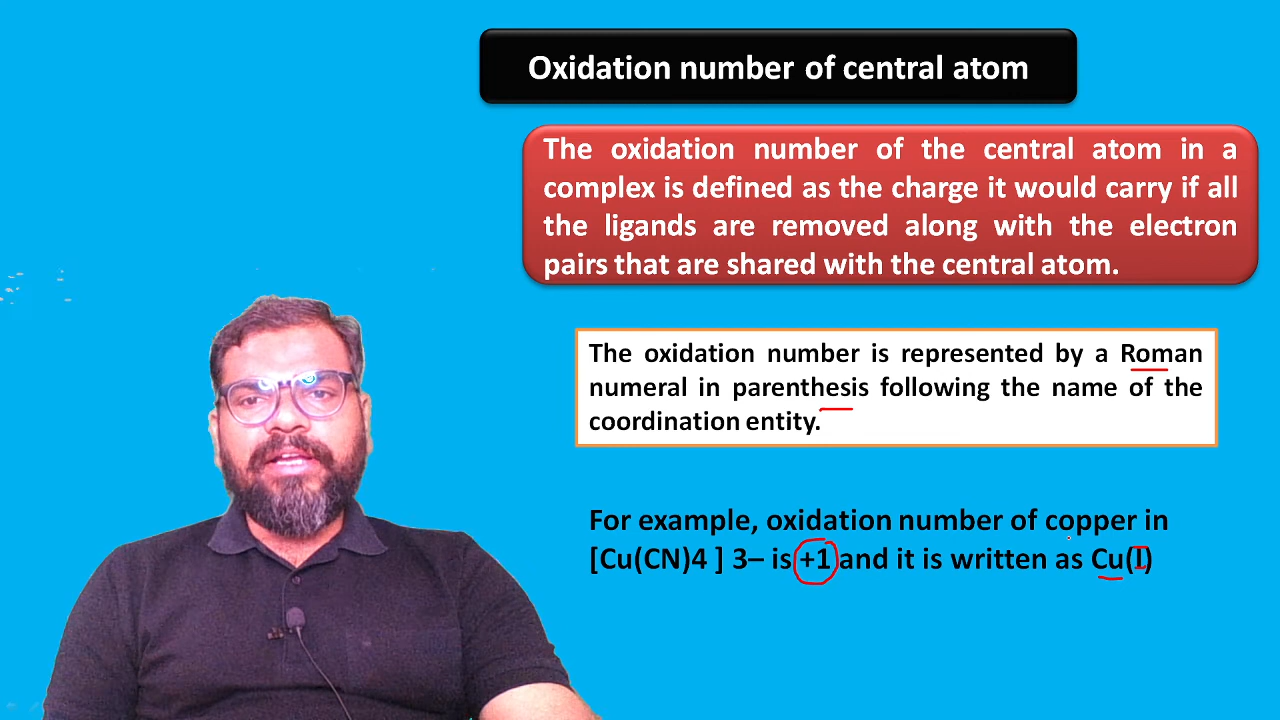 Oxidation number of central atom
The oxidation number of the central atom in a
complex is defined as the charge it would carry if all
the ligands are removed along with the electron
pairs that are shared with the central atom.
The oxidation number is represented by a Roman
numeral in parenthesis following the name of the
coordination entity.
For example, oxidation number of copper in
[Cu(CN)4 ] 3– is +1 and it is written as Cu(I)